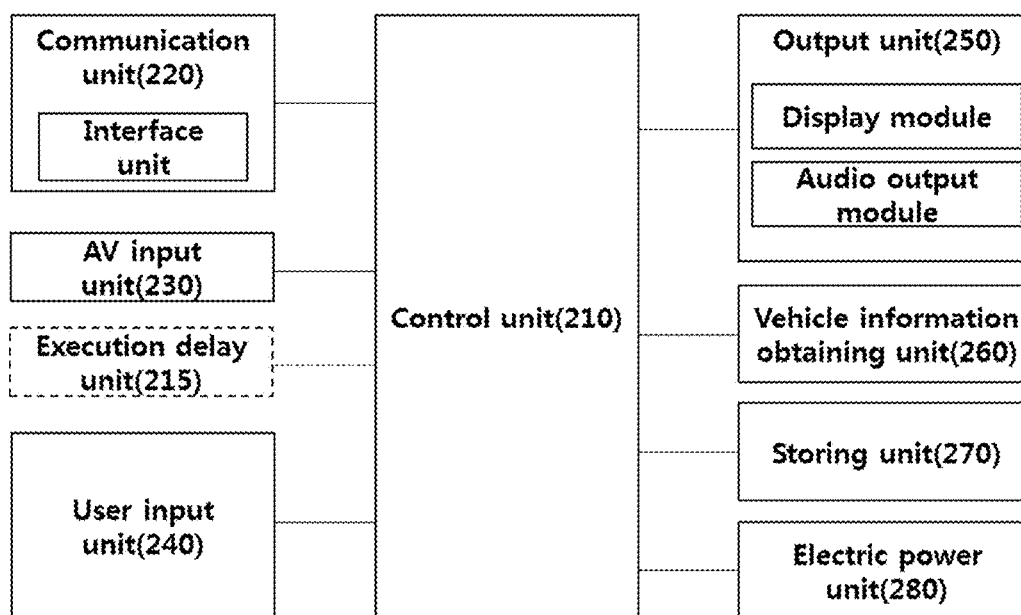 Communication
unit(220)
Interface
unit
AV input
unit(230)
Execution delay
unit(215)
User input
unit(240)
Control unit(210)
Output unit(250)
Display module
Audio output
module
Vehicle information
obtaining unit(260)
Storing unit(270)
Electric power
unit(280)